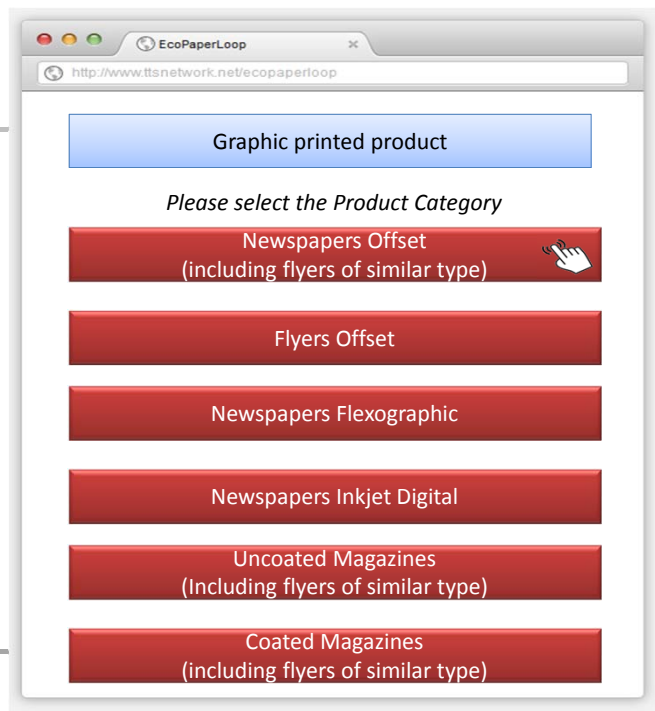 EcoPaperLoop
http://www.ttsnetwork.net/ecopaperloop
Graphic printed product
Please select the Product Category
Newspapers Offset
(including flyers of similar type)
Flyers Offset
Newspapers Flexographic
Newspapers Inkjet Digital
Uncoated Magazines
(Including flyers of similar type)
Coated Magazines
(including flyers of similar type)